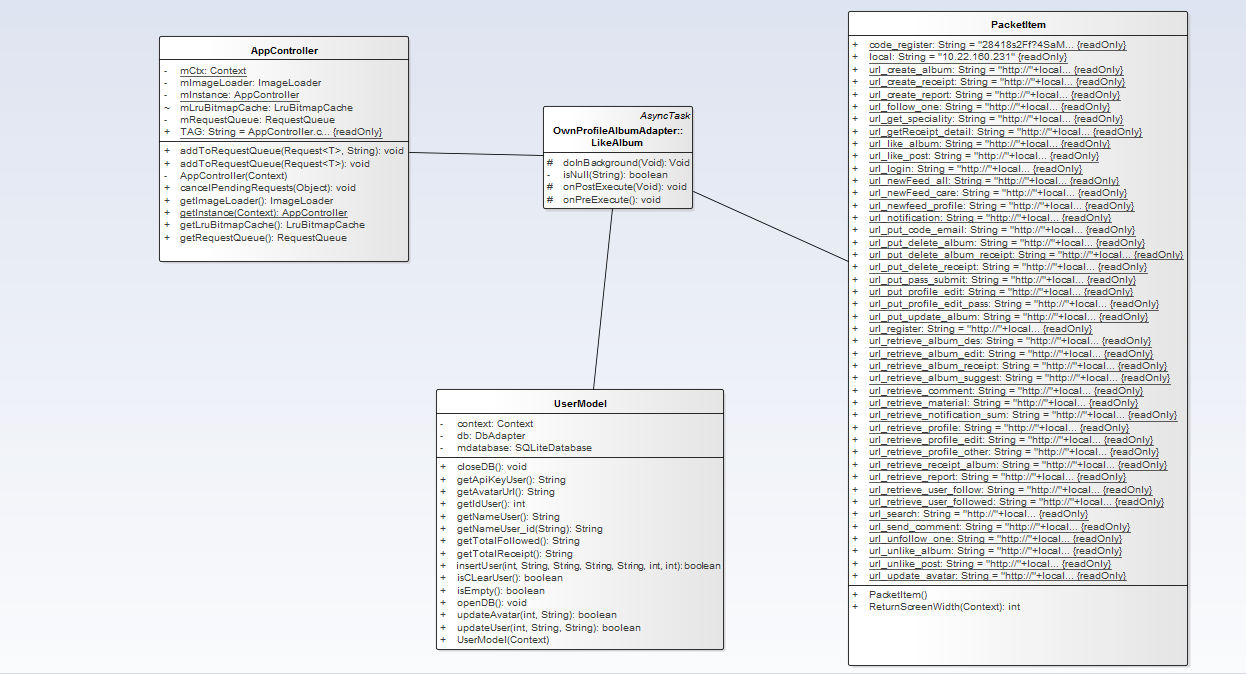 AppController
- mCtx: Context
- mImageLoader: ImageLoader
- mInstance: AppController
~ mLruBitmapCache: LruBitmapCache
- mRequestQueue: RequestQueue
+ TAG: String = AppController.c... {readOnly}
+ addToRequestQueue(Request<T>, String): void
+ addToRequestQueue(Request<T>): void
- AppController(Context)
+ cancelPendingRequests(Object): void
+ getImageLoader(): ImageLoader
+ getInstance(Context): AppController
+ getLruBitmapCache(): LruBitmapCache
+ getRequestQueue(): RequestQueue
AsyncTask
OwnProfileAlbumAdapter::
LikeAlbum
# doInBackground(Void): Void
- isNull(String): boolean
# onPostExecute(Void): void
# onPreExecute(): void
UserModel
- context: Context
- db: DbAdapter
- mdatabase: SQLiteDatabase
+ closeDB(): void
+ getApiKeyUser(): String
+ getAvatarUrl(): String
+ getIdUser(): int
+ getNameUser(): String
+ getNameUser_id(String): String
+ getTotalFollowed(): String
+ getTotalReceipt(): String
+ insertUser(int, String, String, String, String, int, int): boolean
+ isCLearUser(): boolean
+ isEmpty(): boolean
+ openDB(): void
+ updateAvatar(int, String): boolean
+ updateUser(int, String, String): boolean
+ UserModel(Context)
PacketItem
+ code_register: String = "28418s2Ff?4SaM... {readOnly}
+ local: String = "10.22.160.231" {readOnly}
+ url_create_album: String = "http://"+local... {readOnly}
+ url_create_receipt: String = "http://"+local... {readOnly}
+ url_create_report: String = "http://"+local... {readOnly}
+ url_follow_one: String = "http://"+local... {readOnly}
+ url_get_speciality: String = "http://"+local... {readOnly}
+ url_getReceipt_detail: String = "http://"+local... {readOnly}
+ url_like_album: String = "http://"+local... {readOnly}
+ url_like_post: String = "http://"+local... {readOnly}
+ url_login: String = "http://"+local... {readOnly}
+ url_newFeed_all: String = "http://"+local... {readOnly}
+ url_newFeed_care: String = "http://"+local... {readOnly}
+ url_newfeed_profile: String = "http://"+local... {readOnly}
+ url_notification: String = "http://"+local... {readOnly}
+ url_put_code_email: String = "http://"+local... {readOnly}
+ url_put_delete_album: String = "http://"+local... {readOnly}
+ url_put_delete_album_receipt: String = "http://"+local... {readOnly}
+ url_put_delete_receipt: String = "http://"+local... {readOnly}
+ url_put_pass_submit: String = "http://"+local... {readOnly}
+ url_put_profile_edit: String = "http://"+local... {readOnly}
+ url_put_profile_edit_pass: String = "http://"+local... {readOnly}
+ url_put_update_album: String = "http://"+local... {readOnly}
+ url_register: String = "http://"+local... {readOnly}
+ url_retrieve_album_des: String = "http://"+local... {readOnly}
+ url_retrieve_album_edit: String = "http://"+local... {readOnly}
+ url_retrieve_album_receipt: String = "http://"+local... {readOnly}
+ url_retrieve_album_suggest: String = "http://"+local... {readOnly}
+ url_retrieve_comment: String = "http://"+local... {readOnly}
+ url_retrieve_material: String = "http://"+local... {readOnly}
+ url_retrieve_notification_sum: String = "http://"+local... {readOnly}
+ url_retrieve_profile: String = "http://"+local... {readOnly}
+ url_retrieve_profile_edit: String = "http://"+local... {readOnly}
+ url_retrieve_profile_other: String = "http://"+local... {readOnly}
+ url_retrieve_receipt_album: String = "http://"+local... {readOnly}
+ url_retrieve_report: String = "http://"+local... {readOnly}
+ url_retrieve_user_follow: String = "http://"+local... {readOnly}
+ url_retrieve_user_followed: String = "http://"+local... {readOnly}
+ url_search: String = "http://"+local... {readOnly}
+ url_send_comment: String = "http://"+local... {readOnly}
+ url_unfollow_one: String = "http://"+local... {readOnly}
+ url_unlike_album: String = "http://"+local... {readOnly}
+ url_unlike_post: String = "http://"+local... {readOnly}
+ url_update_avatar: String = "http://"+local... {readOnly}
+ PacketItem()
+ ReturnScreenWidth(Context): int